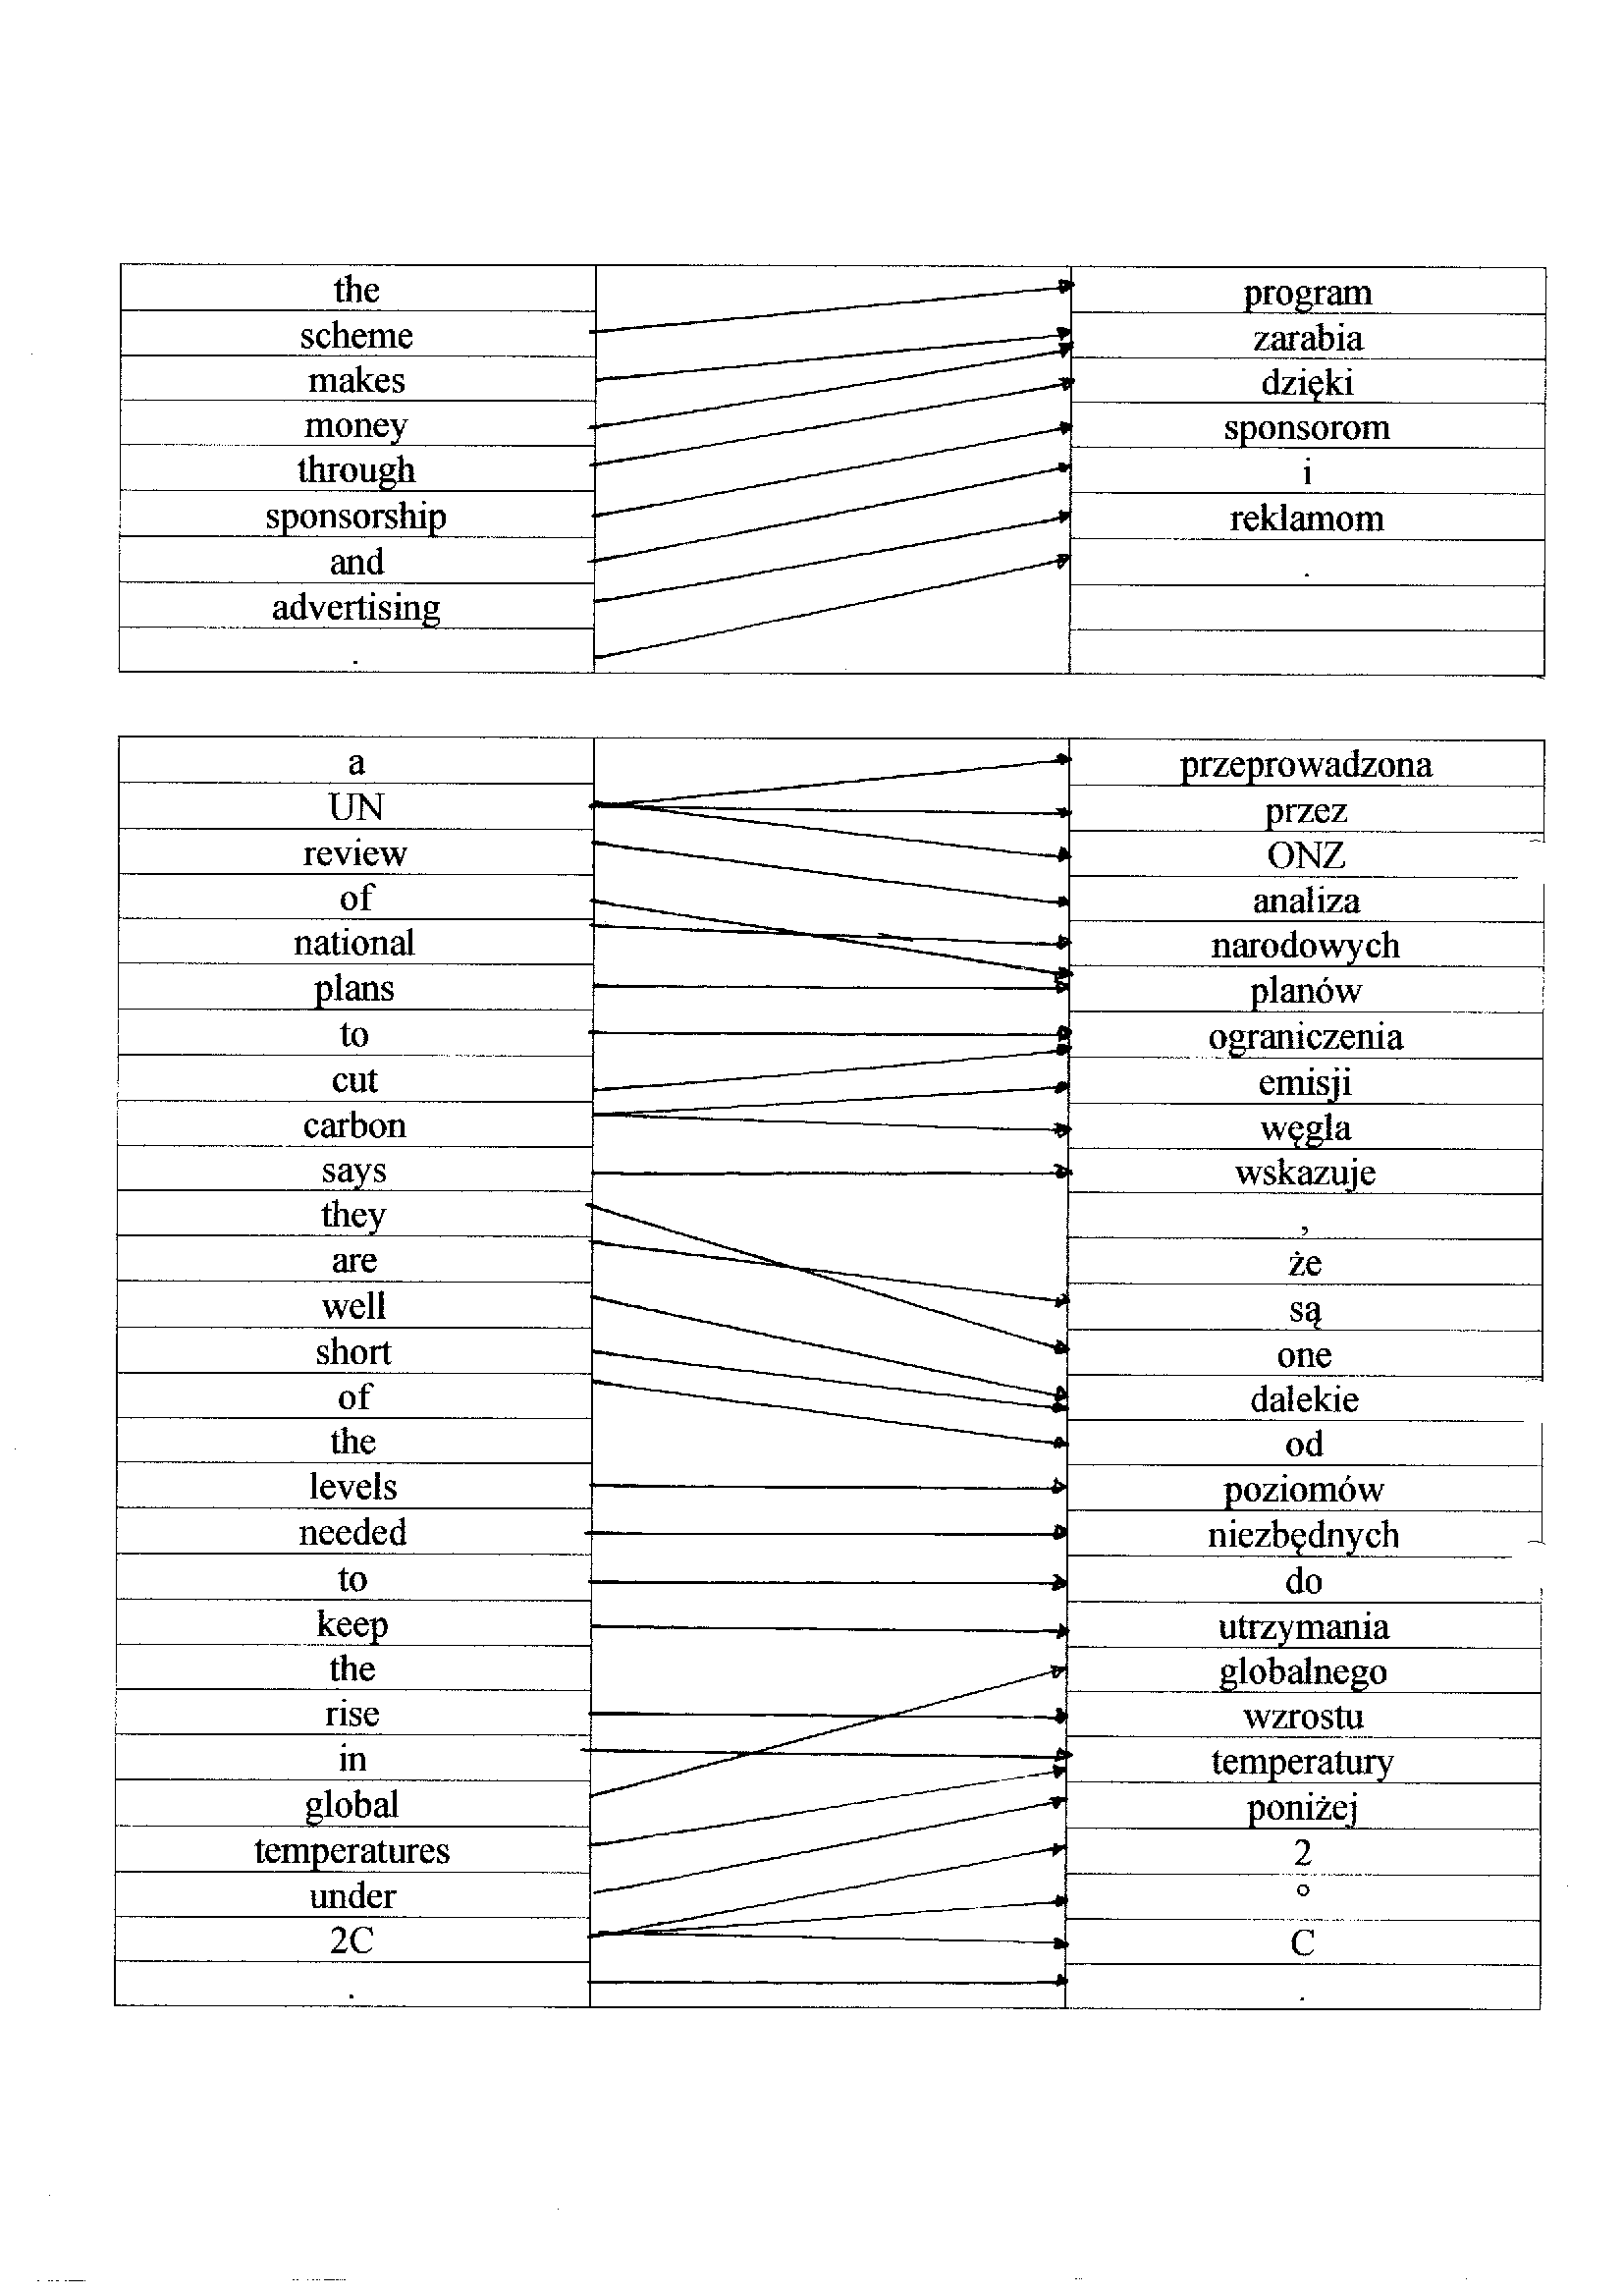 the program
scheme zarabia
makes dzięki
money sponsorom
through i
sponsorship reklamom
and .
advertising
.
a przeprowadzona
UN przez
review ONZ
of analiza
national narodowych
plans planów
to ograniczenia
cut emisji
carbon węgla
says wskazuje
they ,
are że
well są
short one
of dalekie
the od
levels poziomów
needed niezbędnych
to do
keep utrzymania
the globalnego
rise wzrostu
in temperatury
global poniżej
temperatures 2
under °
2C C
. .